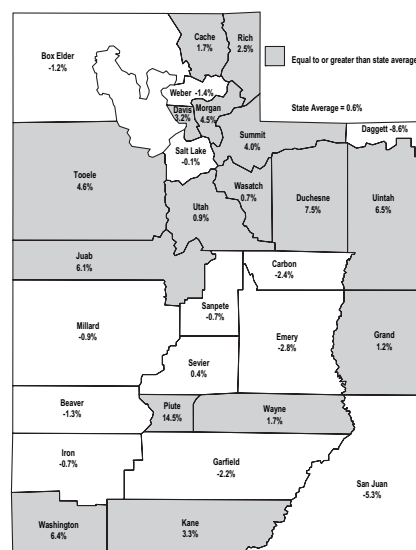 Cache
1.7%
Rich
2.5%
Box Elder
-1.2%
Equal to or greater than state average
Weber -1.4%
Davis
3.2%
Morgan
4.5%
State Average = 0.6%
Summit
4.0%
Daggett -8.6%
Salt Lake
-0.1%
Tooele
4.6%
Wasatch
0.7%
Duchesne
7.5%
Uintah
6.5%
Utah
0.9%
Juab
6.1%
Carbon
-2.4%
Sanpete
-0.7%
Millard
-0.9%
Emery
-2.8%
Grand
1.2%
Sevier
0.4%
Beaver
-1.3%
Piute
14.5%
Wayne
1.7%
Iron
-0.7%
Garfield
-2.2%
San Juan
-5.3%
Washington
6.4%
Kane
3.3%